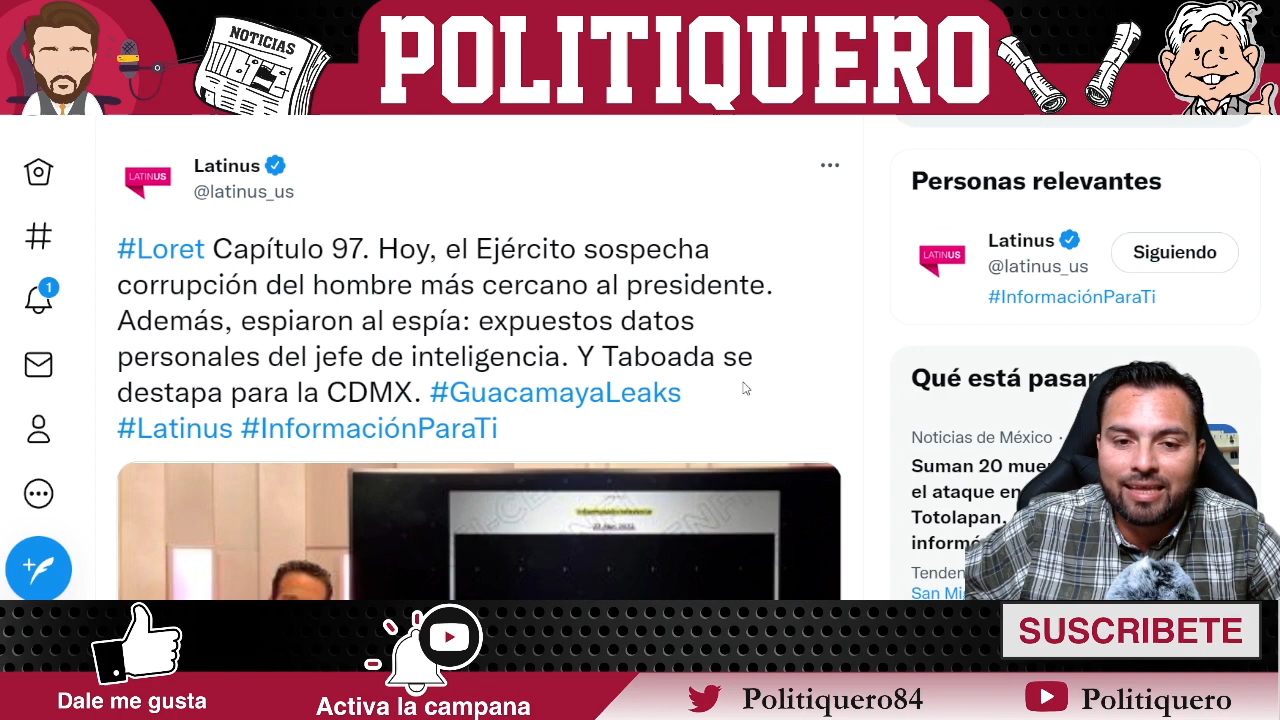 NOTICIAS
POLITIQUERO
LATINUS
Latinus
@latinus_us
#Loret Capítulo 97. Hoy, el Ejército sospecha
corrupción del hombre más cercano al presidente.
Además, espiaron al espía: expuestos datos
personales del jefe de inteligencia. Y Taboada se
destapa para la CDMX. #GuacamayaLeaks
#Latinus #InformaciónParaTi
1
Personas relevantes
LATINUS
Latinus
@latinus_us
Siguiendo
#InformaciónParaTi
Qué está pasan
Noticias de México ·
Suman 20 mue
el ataque en
Totolapan,
informó
Tenden
San Mi
Dale me gusta
Activa la campana
SUSCRIBETE
Politiquero84
Politiquero